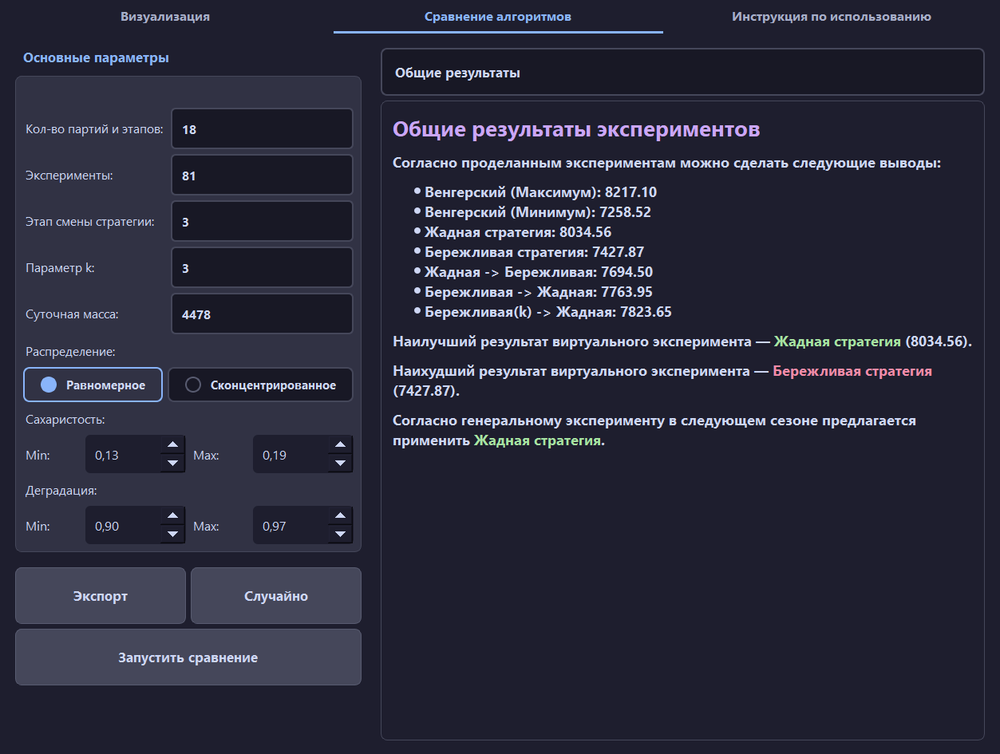 Визуализация
Сравнение алгоритмов
Инструкция по использованию
Основные параметры
Кол-во партий и этапов:
18
Эксперименты:
81
Этап смены стратегии:
3
Параметр k:
3
Суточная масса:
4478
Распределение:
Равномерное
Сконцентрированное
Сахаристость:
Min:
0,13
Max:
0,19
Деградация:
Min:
0,90
Max:
0,97
Экспорт
Случайно
Запустить сравнение
Общие результаты
Общие результаты экспериментов
Согласно проделанным экспериментам можно сделать следующие выводы:
• Венгерский (Максимум): 8217.10
• Венгерский (Минимум): 7258.52
• Жадная стратегия: 8034.56
• Бережливая стратегия: 7427.87
• Жадная -> Бережливая: 7694.50
• Бережливая -> Жадная: 7763.95
• Бережливая(k) -> Жадная: 7823.65
Наилучший результат виртуального эксперимента — Жадная стратегия (8034.56).
Наихудший результат виртуального эксперимента — Бережливая стратегия
(7427.87).
Согласно генеральному эксперименту в следующем сезоне предлагается
применить Жадная стратегия.